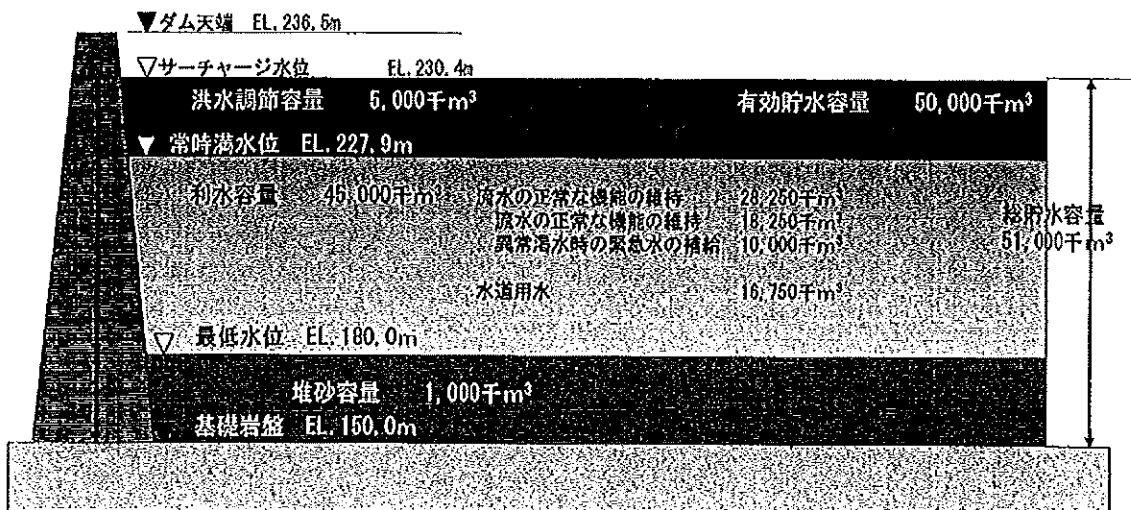 ▼ダム天端 EL.236.5m
▽サーチャージ水位 EL.230.4m
洪水調節容量 5,000千m³ 有効貯水容量 50,000千m³
▼ 常時満水位 EL.227.9m
利水容量 45,000千m³ 流水の正常な機能の維持 28,250千m³
流水の正常な機能の維持 18,250千m³
異常渇水時の緊急水の補給 10,000千m³
総貯水容量
51,000千m³
水道用水 16,750千m³
▽ 最低水位 EL.180.0m
堆砂容量 1,000千m³
基礎岩盤 EL.150.0m